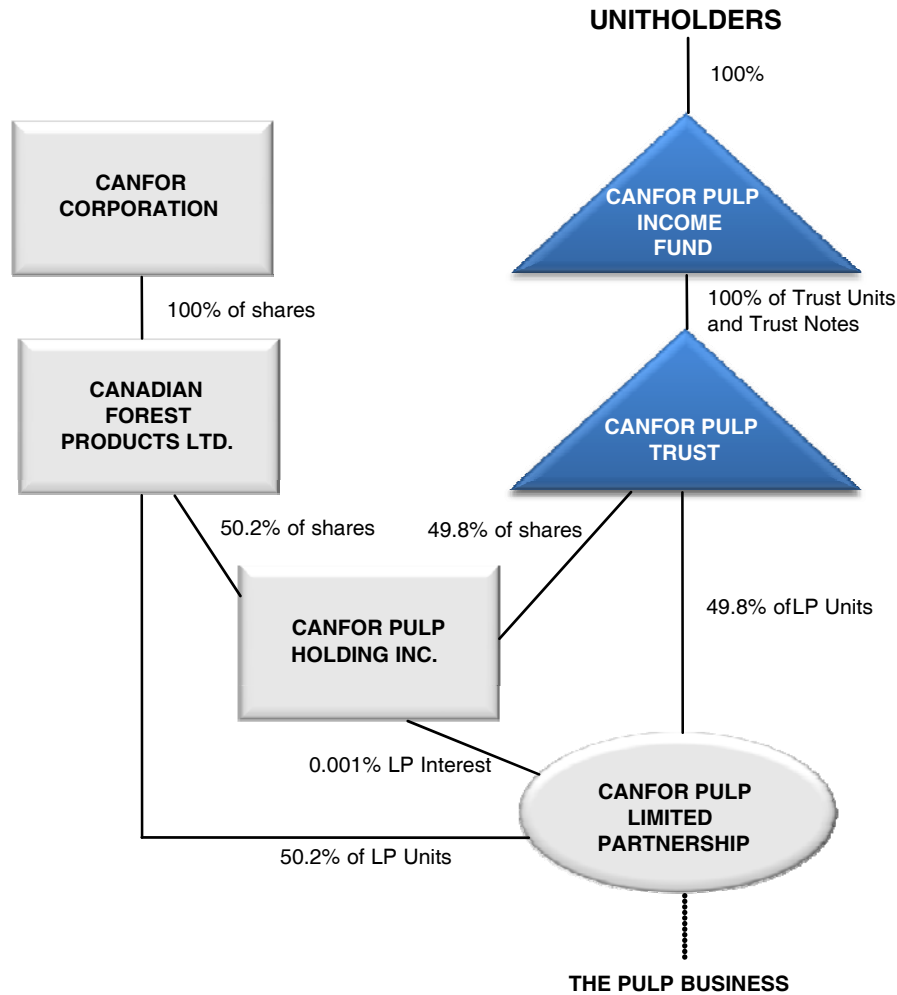 UNITHOLDERS
100%
CANFOR
CORPORATION
CANFOR PULP
INCOME
FUND
100% of shares
100% of Trust Units
and Trust Notes
CANADIAN
FOREST
PRODUCTS LTD.
CANFOR PULP
TRUST
50.2% of shares
49.8% of shares
49.8% ofLP Units
CANFOR PULP
HOLDING INC.
0.001% LP Interest
CANFOR PULP
LIMITED
PARTNERSHIP
50.2% of LP Units
THE PULP BUSINESS